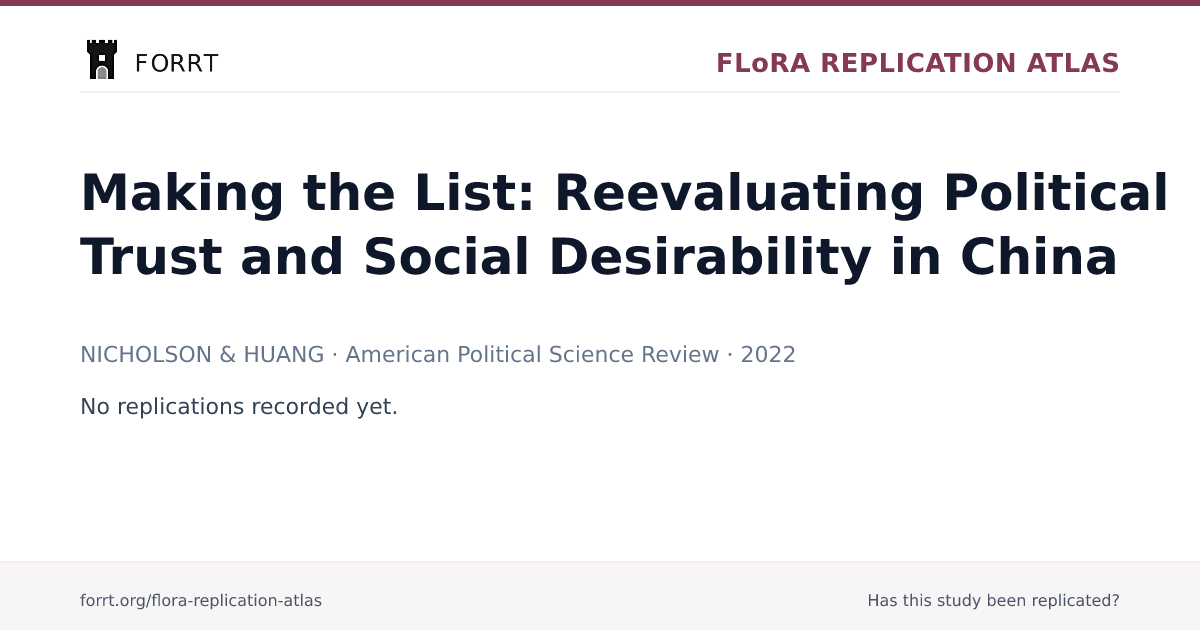 FORRT
FLoRA REPLICATION ATLAS
Making the List: Reevaluating Political
Trust and Social Desirability in China
NICHOLSON & HUANG · American Political Science Review · 2022
No replications recorded yet.
forrt.org/flora-replication-atlas
Has this study been replicated?